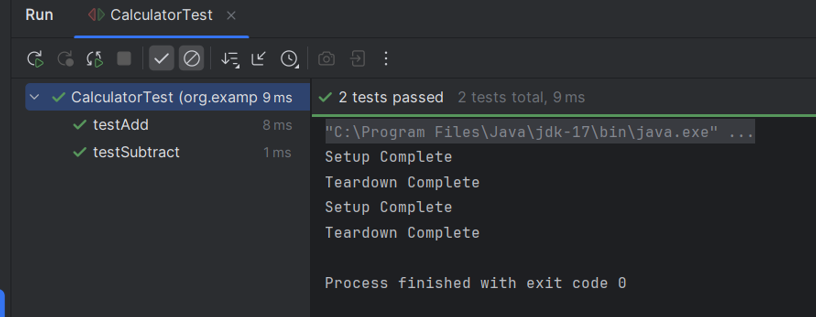 Run CalculatorTest
CalculatorTest (org.examp 9 ms
testAdd 8 ms
testSubtract 1 ms
2 tests passed 2 tests total, 9 ms
"C:\Program Files\Java\jdk-17\bin\java.exe" ...
Setup Complete
Teardown Complete
Setup Complete
Teardown Complete
Process finished with exit code 0